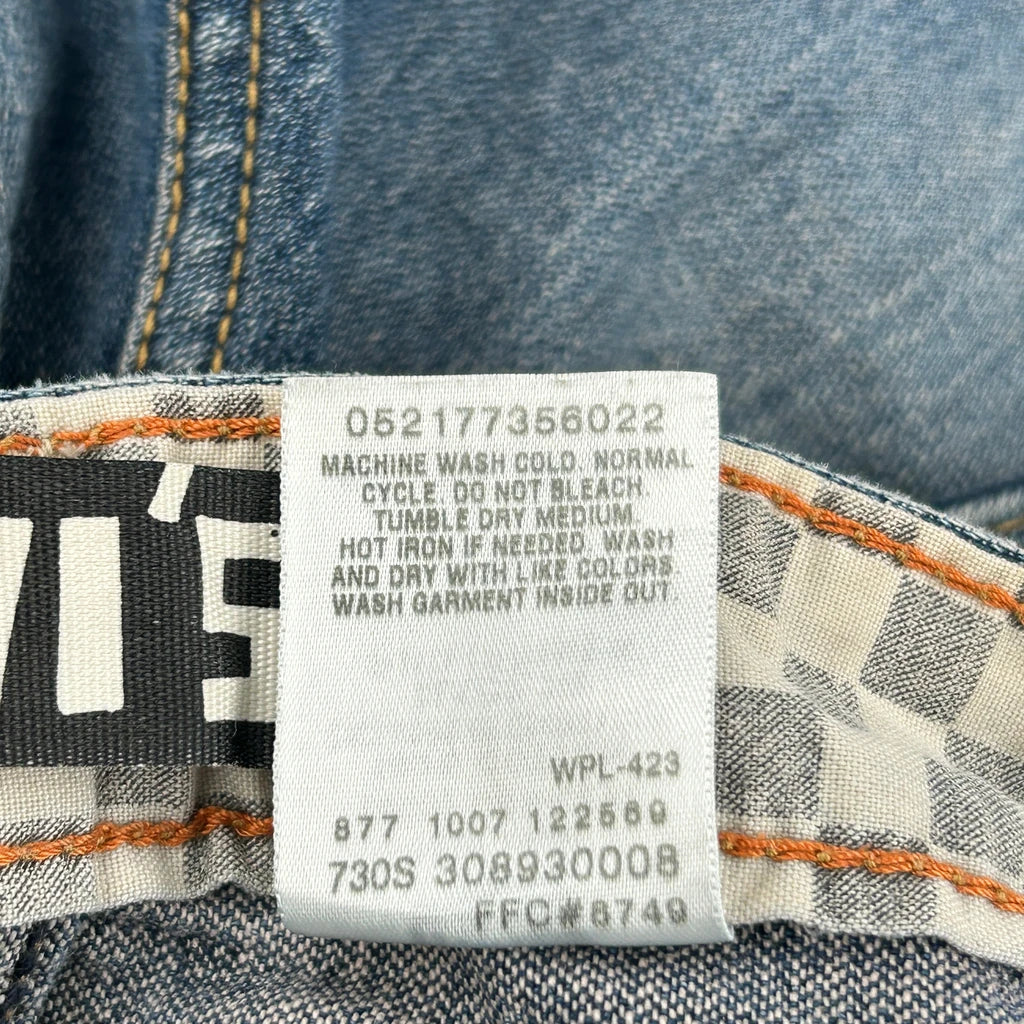 I'S
052177356022
MACHINE WASH COLD. NORMAL
CYCLE. DO NOT BLEACH.
TUMBLE DRY MEDIUM.
HOT IRON IF NEEDED. WASH
AND DRY WITH LIKE COLORS.
WASH GARMENT INSIDE OUT.
WPL-423
877 1007 122569
730S 308930008
FFC#8749